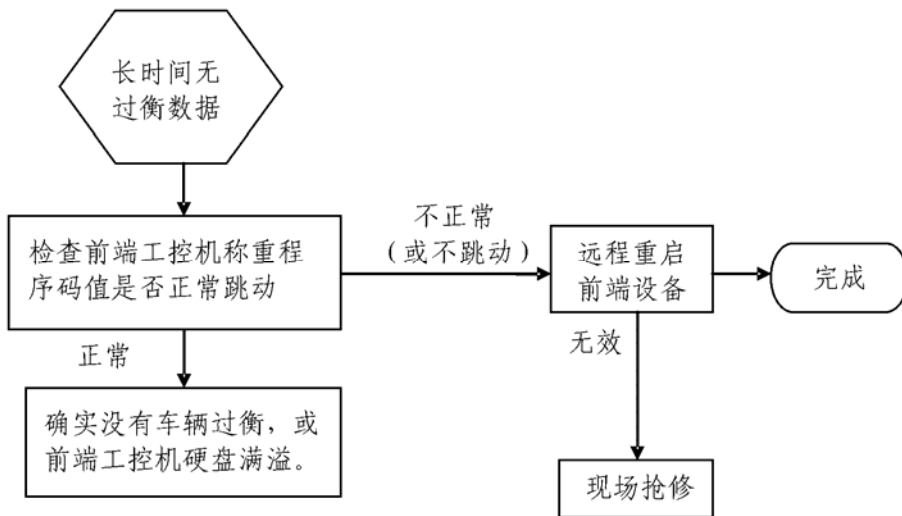 长时间无
过衡数据
检查前端工控机称重程
序码值是否正常跳动
不正常
(或不跳动)
远程重启
前端设备
完成
正常
无效
确实没有车辆过衡，或
前端工控机硬盘满溢。
现场抢修